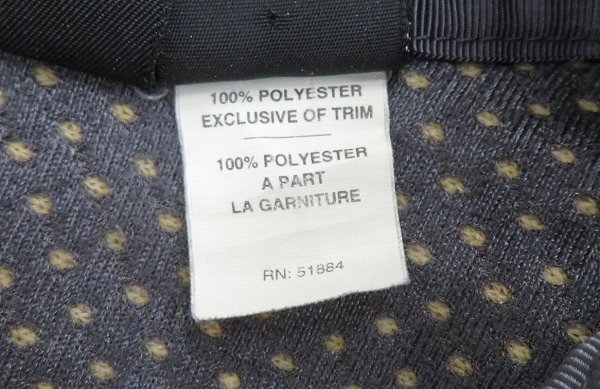 100% POLYESTER
EXCLUSIVE OF TRIM
100% POLYESTER
A PART
LA GARNITURE
RN: 51884